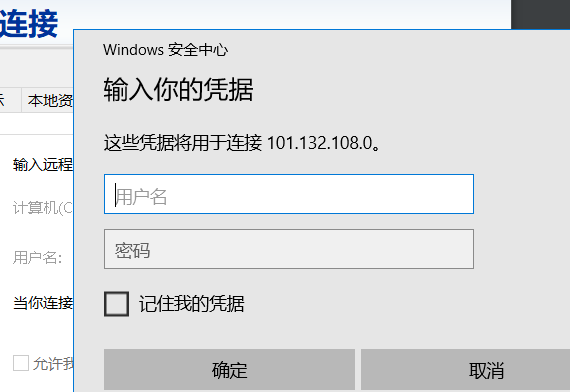 连接
Windows 安全中心
输入你的凭据
本地资
这些凭据将用于连接 101.132.108.0。
输入远程
用户名
计算机(C
密码
用户名:
当你连接
记住我的凭据
允许我
确定
取消